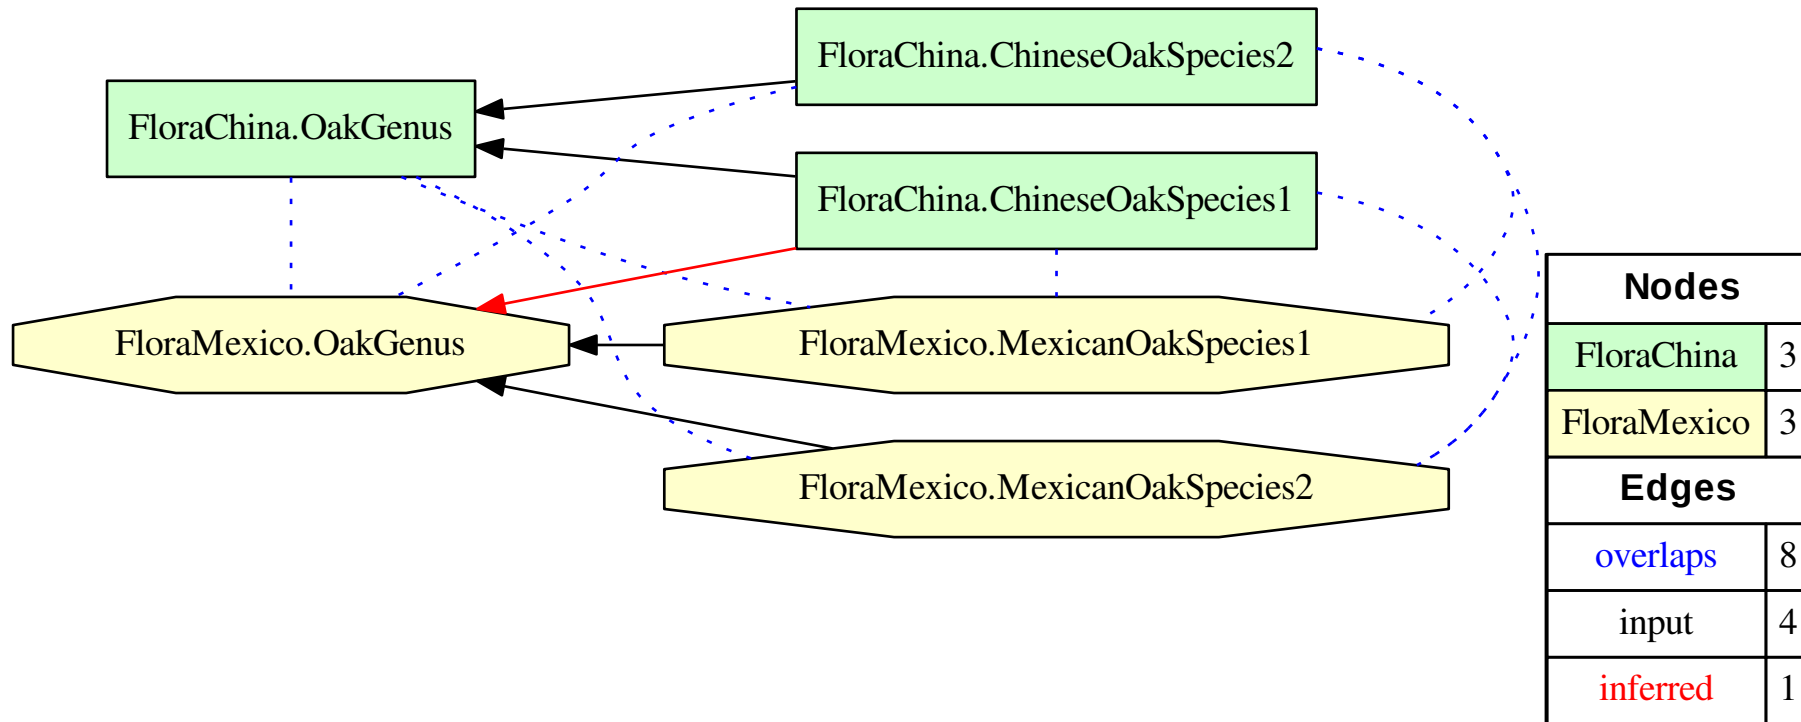 FloraChina.ChineseOakSpecies2
FloraChina.OakGenus
FloraChina.ChineseOakSpecies1
FloraMexico.OakGenus
FloraMexico.MexicanOakSpecies1
FloraMexico.MexicanOakSpecies2
Nodes
FloraChina 3
FloraMexico 3
Edges
overlaps 8
input 4
inferred 1